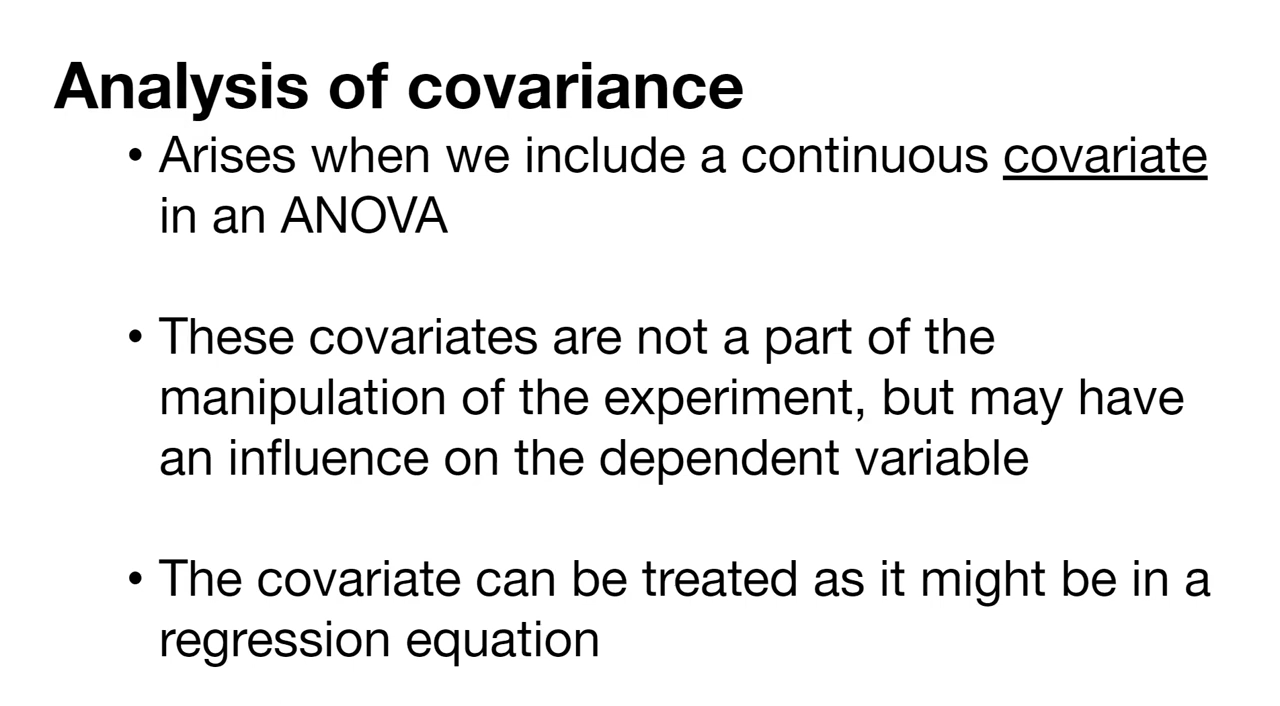 Analysis of covariance
• Arises when we include a continuous covariate
in an ANOVA
• These covariates are not a part of the
manipulation of the experiment, but may have
an influence on the dependent variable
• The covariate can be treated as it might be in a
regression equation